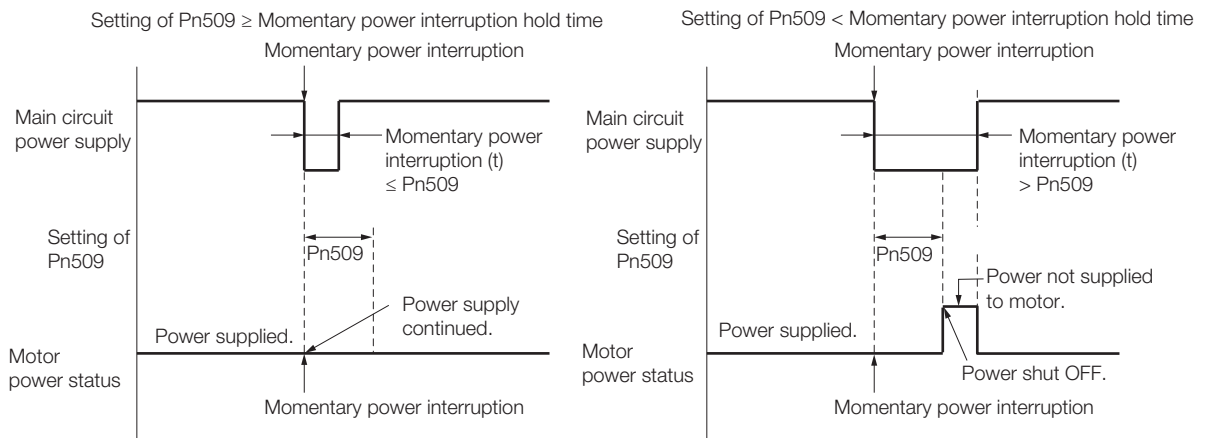 Setting of Pn509 ≥ Momentary power interruption hold time
Momentary power interruption
Main circuit
power supply
Momentary power
interruption (t)
≤ Pn509
Setting of
Pn509
Pn509
Power supply
continued.
Power supplied.
Motor
power status
Momentary power interruption
Setting of Pn509 < Momentary power interruption hold time
Momentary power interruption
Main circuit
power supply
Momentary power
interruption (t)
> Pn509
Setting of
Pn509
Pn509
Power not supplied
to motor.
Power supplied.
Motor
power status
Power shut OFF.
Momentary power interruption